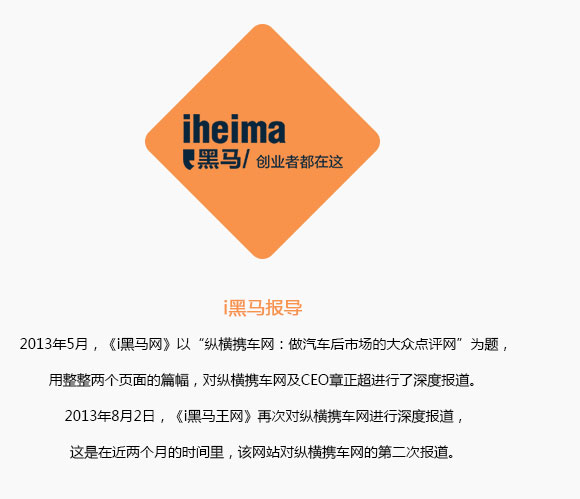 iheima
黑马/ 创业者都在这
i黑马报导
2013年5月，《i黑马网》以“纵横携车网：做汽车后市场的大众点评网”为题，
用整整两个页面的篇幅，对纵横携车网及CEO章正超进行了深度报道。
2013年8月2日，《i黑马王网》再次对纵横携车网进行深度报道，
这是在近两个月的时间里，该网站对纵横携车网的第二次报道。